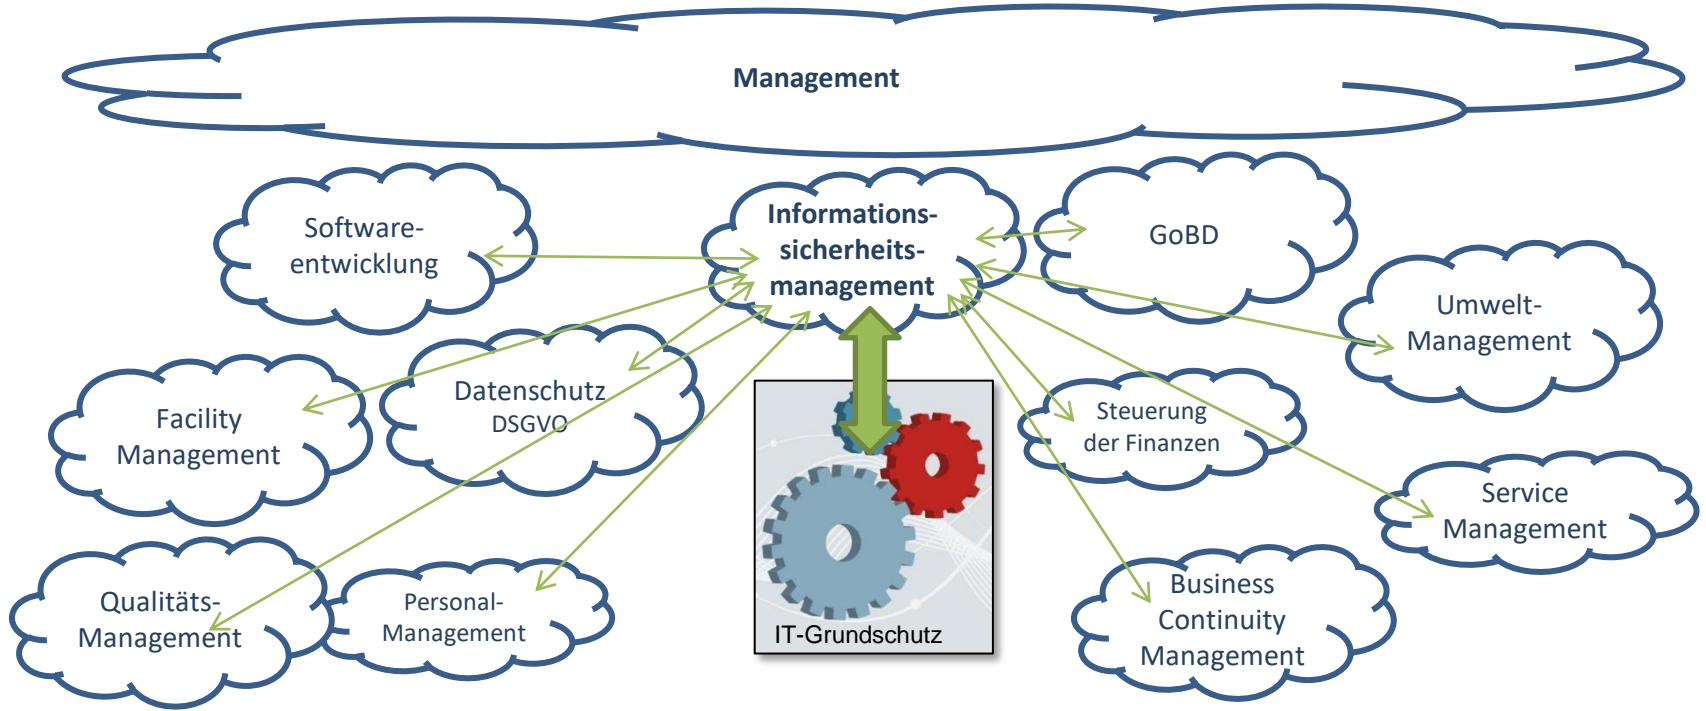 Management
Software-
entwicklung
Informations-
sicherheits-
management
GoBD
Umwelt-
Management
Facility
Management
Datenschutz
DSGVO
Steuerung
der Finanzen
Service
Management
Qualitäts-
Management
Personal-
Management
IT-Grundschutz
Business
Continuity
Management